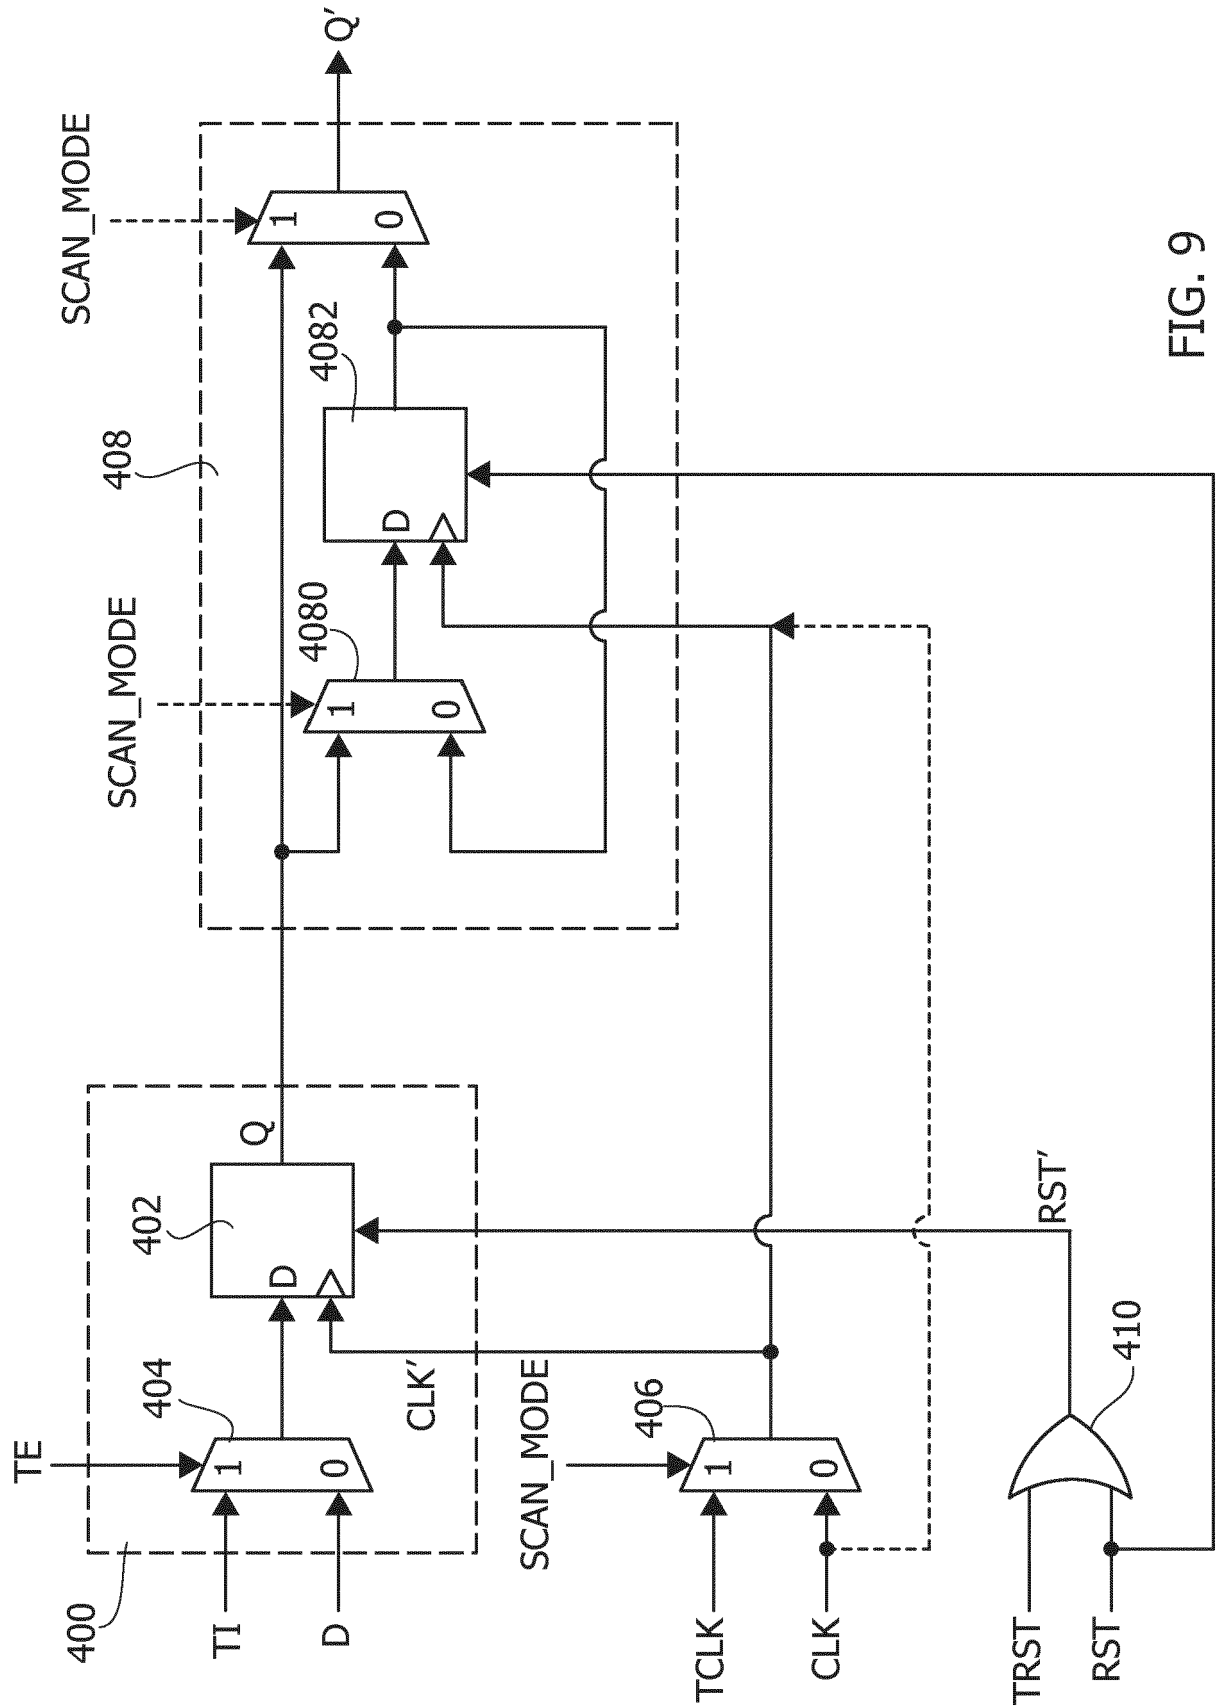 TE
400
TI
D
404
1
0
D
402
Q
CLK'
SCAN_MODE
TCLK
CLK
406
1
0
TRST
RST
410
RST'
408
SCAN_MODE
4080
1
0
D
4082
SCAN_MODE
1
0
Q'
FIG. 9